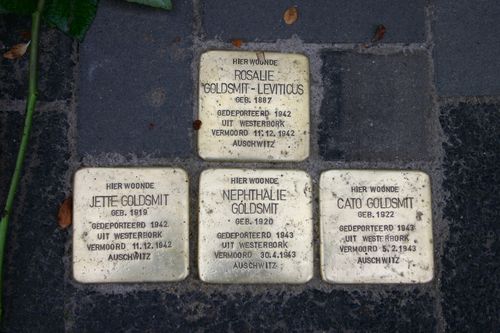 HIER WOONDE
ROSALIE
GOLDSMIT - LEVITICUS
GEB. 1887
GEDEPORTEERD 1942
UIT WESTERBORK
VERMOORD 11.12.1942
AUSCHWITZ
HIER WOONDE
JETTE GOLDSMIT
GEB. 1919
GEDEPORTEERD 1942
UIT WESTERBORK
VERMOORD 11.12.1942
AUSCHWITZ
HIER WOONDE
NEPHTHALIE
GOLDSMIT
GEB. 1920
GEDEPORTEERD 1943
UIT WESTERBORK
VERMOORD 30.4.1943
AUSCHWITZ
HIER WOONDE
CATO GOLDSMIT
GEB. 1922
GEDEPORTEERD 1943
UIT WESTERBORK
VERMOORD 5.2.1943
AUSCHWITZ